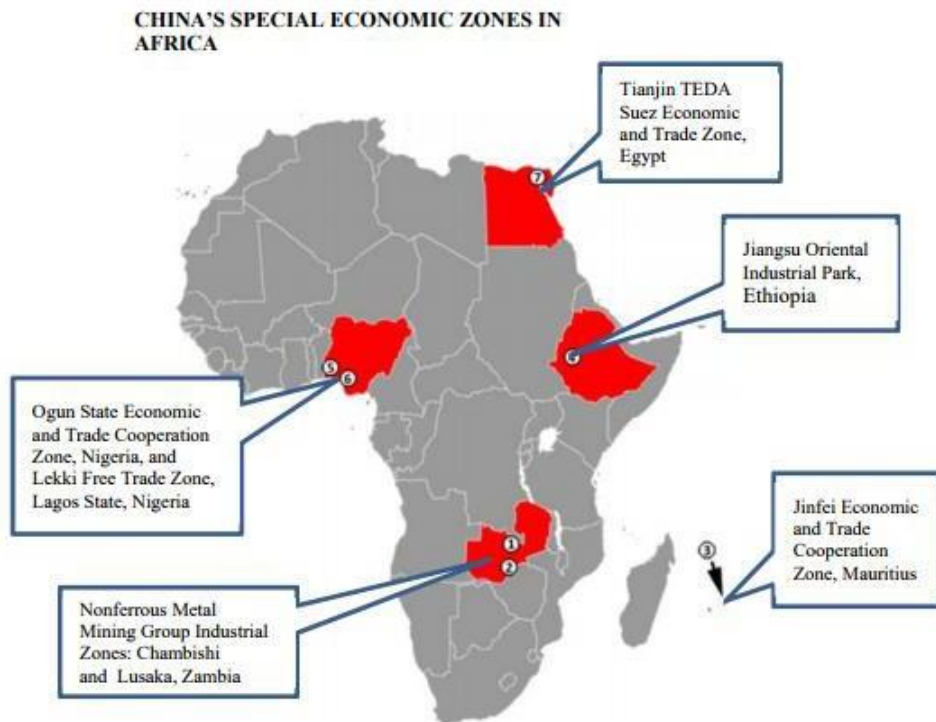 CHINA'S SPECIAL ECONOMIC ZONES IN
AFRICA
Tianjin TEDA
Suez Economic
and Trade Zone,
Egypt
7
Jiangsu Oriental
Industrial Park,
Ethiopia
4
5
6
Ogun State Economic
and Trade Cooperation
Zone, Nigeria, and
Lekki Free Trade Zone,
Lagos State, Nigeria
Jinfei Economic
and Trade
Cooperation
Zone, Mauritius
3
1
2
Nonferrous Metal
Mining Group Industrial
Zones: Chambishi
and Lusaka, Zambia